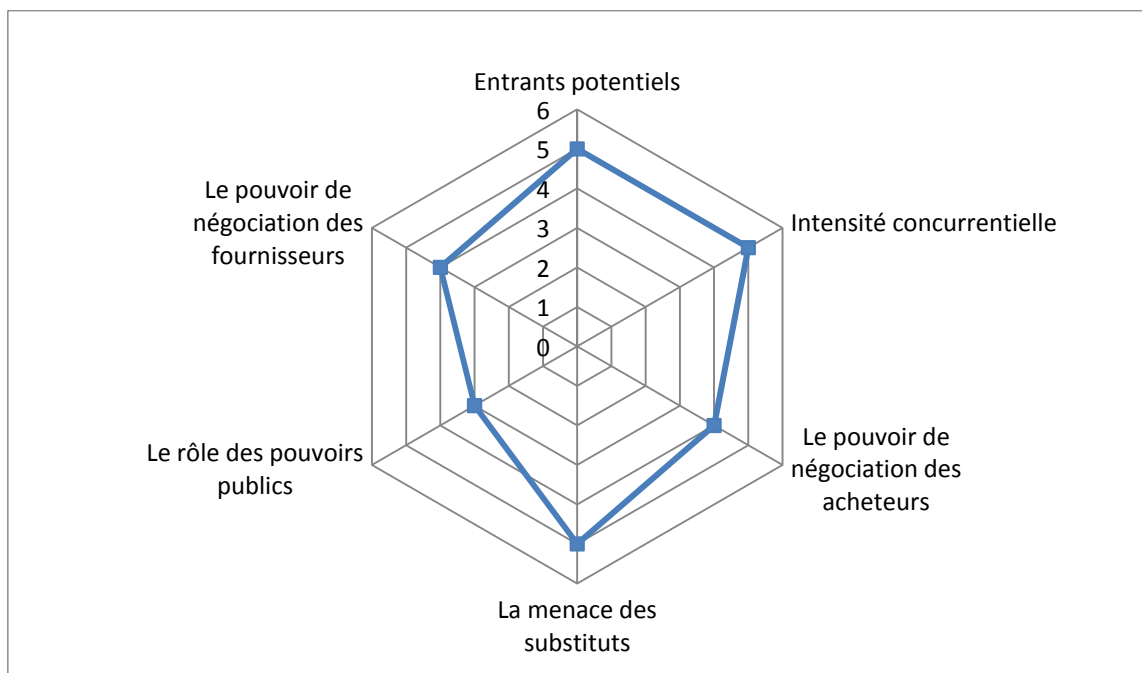 Entrants potentiels
6
5
4
3
2
1
0
Intensité concurrentielle
Le pouvoir de
négociation des
acheteurs
La menace des
substituts
Le rôle des pouvoirs
publics
Le pouvoir de
négociation des
fournisseurs